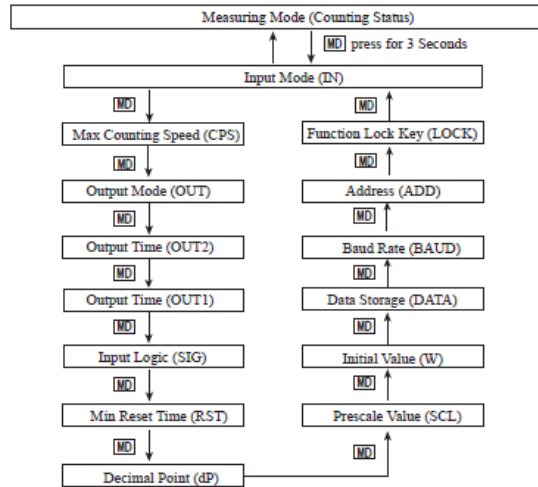 Measuring Mode (Counting Status)
MD press for 3 Seconds
Input Mode (IN)
MD
Max Counting Speed (CPS)
MD
Output Mode (OUT)
MD
Output Time (OUT2)
MD
Output Time (OUT1)
MD
Input Logic (SIG)
MD
Min Reset Time (RST)
MD
Decimal Point (dP)
MD
Prescale Value (SCL)
MD
Initial Value (W)
MD
Data Storage (DATA)
MD
Baud Rate (BAUD)
MD
Address (ADD)
MD
Function Lock Key (LOCK)
MD